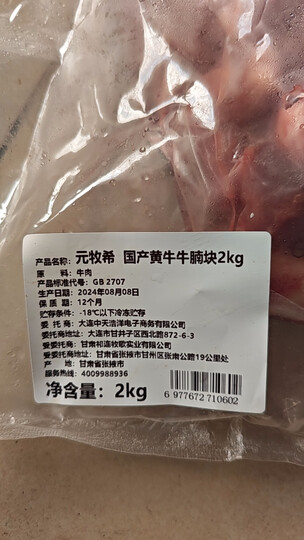 产品名称：元牧希 国产黄牛牛腩块2kg
原 料：牛肉
产品标准代号：GB 2707
生产日期：2024年08月08日
保 质 期：12个月
贮存条件：-18℃以下冷冻贮存
委 托 商：大连中天浩洋电子商务有限公司
委托商地址：大连市甘井子区西北路872-6-3
受委托商：甘肃祁连牧歌实业有限公司
受委托商地址：甘肃省张掖市甘州区张肃公路19公里处
产 地：甘肃省张掖市
服务热线：4009988936
净含量：2kg
6 977672 710602